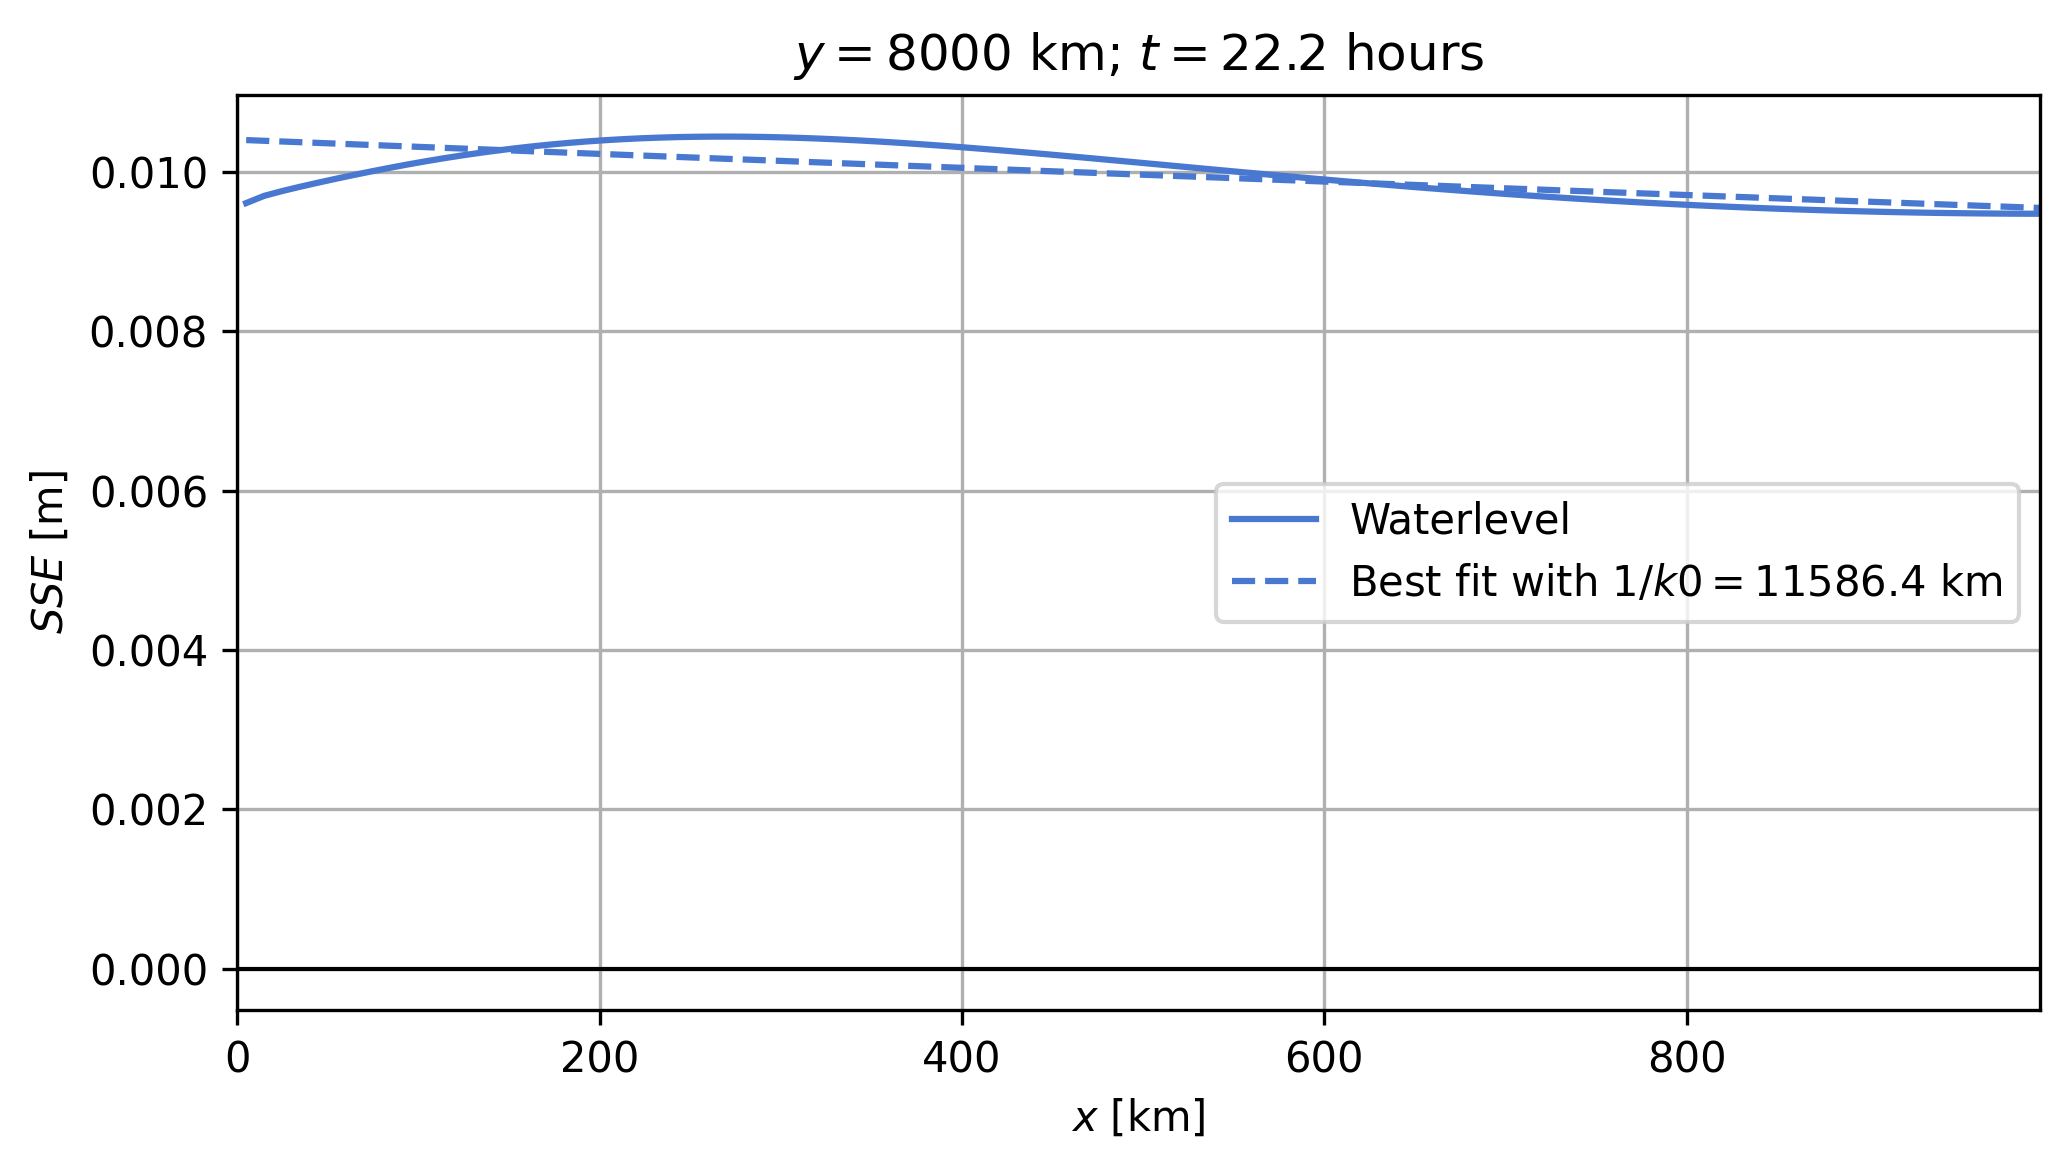 y = 8000 km; t = 22.2 hours
SSE [m]
0.010
0.008
0.006
0.004
0.002
0.000
Waterlevel
Best fit with 1/k0 = 11586.4 km
0 200 400 600 800
x [km]